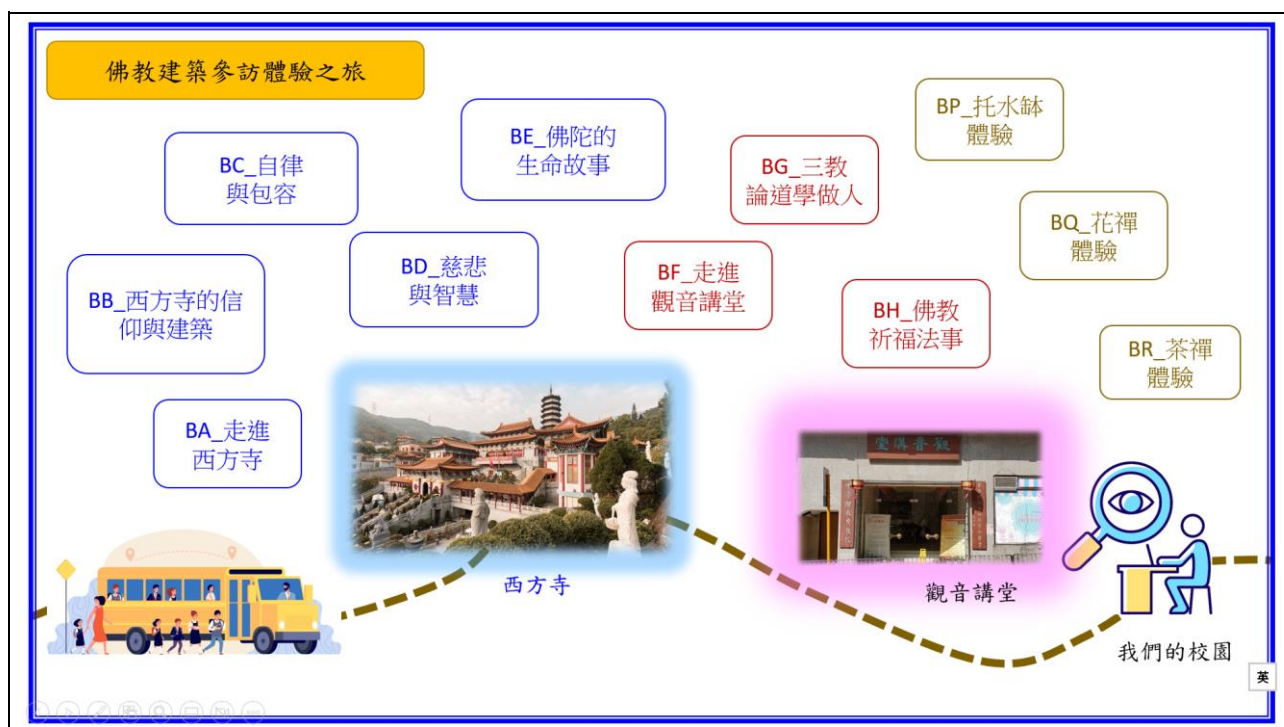 佛教建築參訪體驗之旅
BP_托水缽
體驗
BE_佛陀的
生命故事
BC_自律
與包容
BG_三教
論道學做人
BQ_花禪
體驗
BD_慈悲
與智慧
BF_走進
觀音講堂
BB_西方寺的信
仰與建築
BH_佛教
祈福法事
BR_茶禪
體驗
BA_走進
西方寺
堂講音觀
西方寺
觀音講堂
我們的校園
英